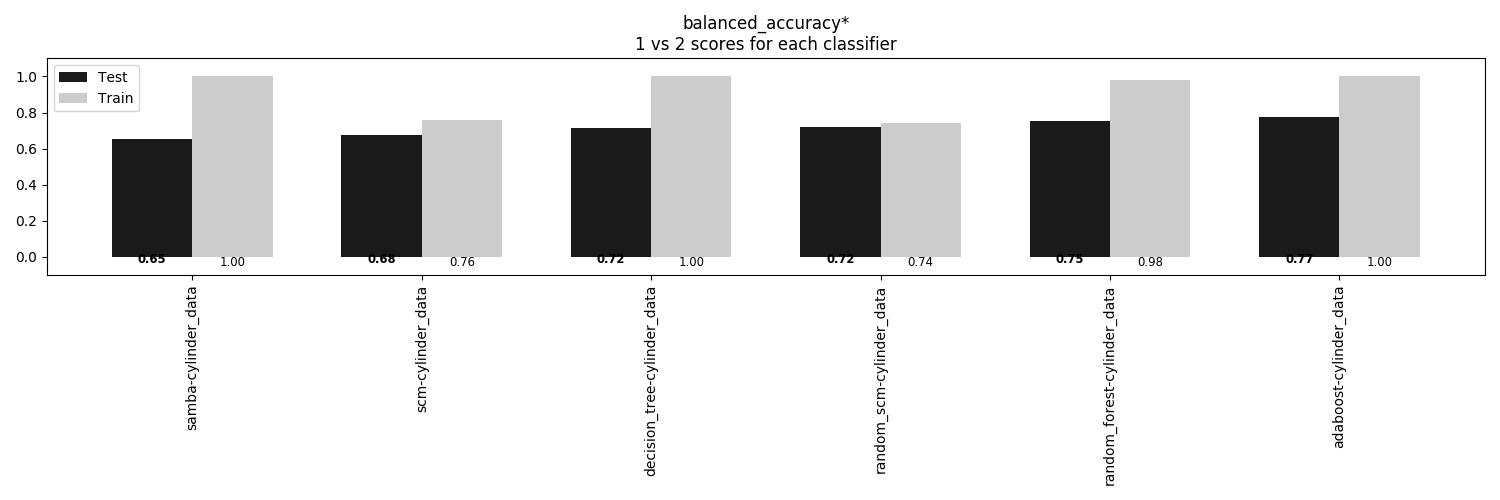 balanced_accuracy*
1 vs 2 scores for each classifier
Test
Train
1.0
0.8
0.6
0.4
0.2
0.0
0.65
1.00
0.68
0.76
0.72
1.00
0.72
0.74
0.75
0.98
0.77
1.00
samba-cylinder_data
scm-cylinder_data
decision_tree-cylinder_data
random_scm-cylinder_data
random_forest-cylinder_data
adaboost-cylinder_data